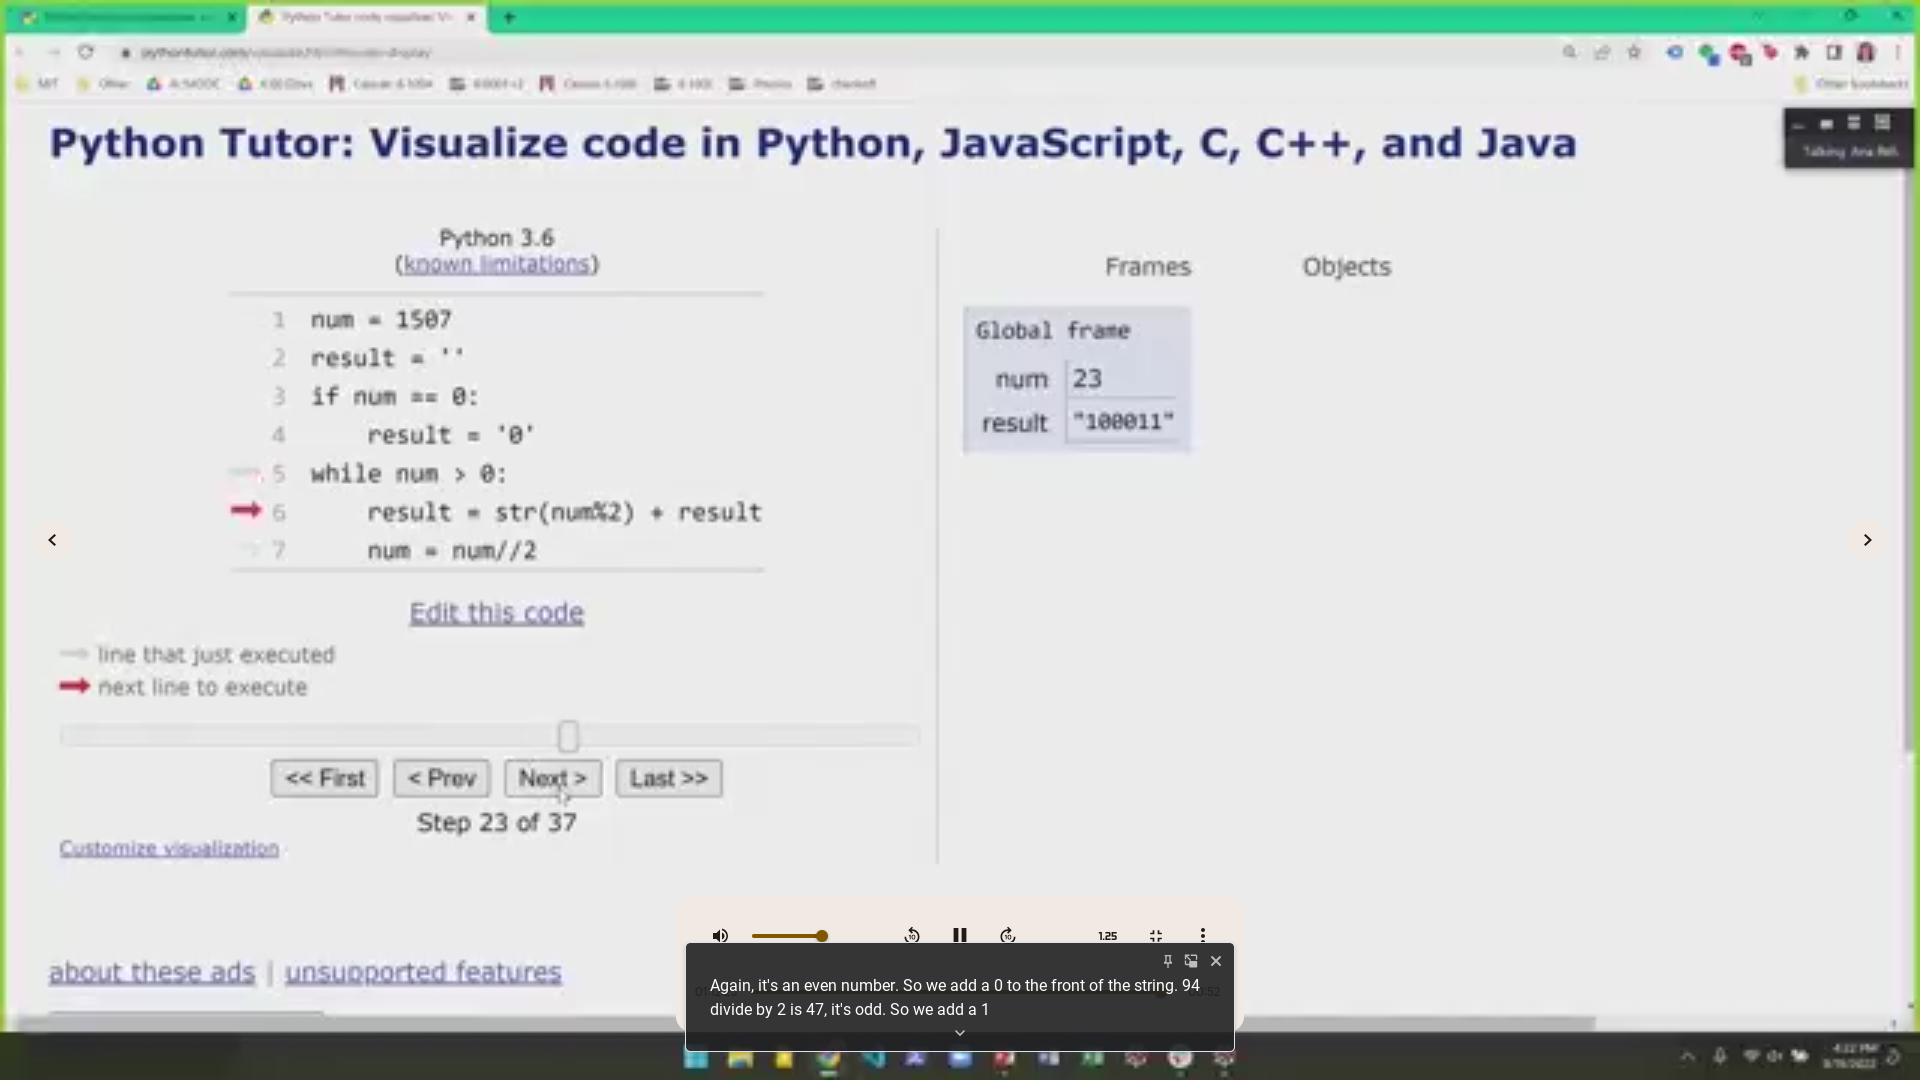 Python Tutor: Visualize code in Python, JavaScript, C, C++, and Java
Python 3.6
(known limitations)
1 num = 1507
2 result = ''
3 if num == 0:
4 result = '0'
5 while num > 0:
6 result = str(num%2) + result
7 num = num//2
Edit this code
line that just executed
next line to execute
<< First < Prev Next > Last >>
Step 23 of 37
Customize visualization
about these ads | unsupported features
Frames Objects
Global frame
num 23
result "100011"
1.25
Again, it's an even number. So we add a 0 to the front of the string. 94
divide by 2 is 47, it's odd. So we add a 1